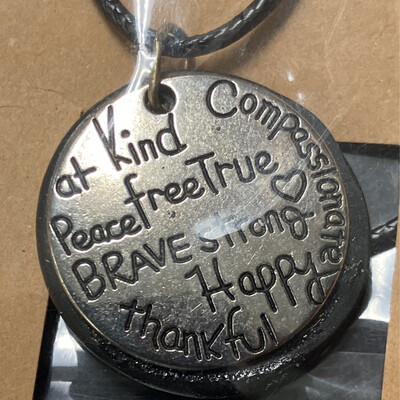 Kind Compassionate
at Peace free True
BRAVE strong
Happy
thankful